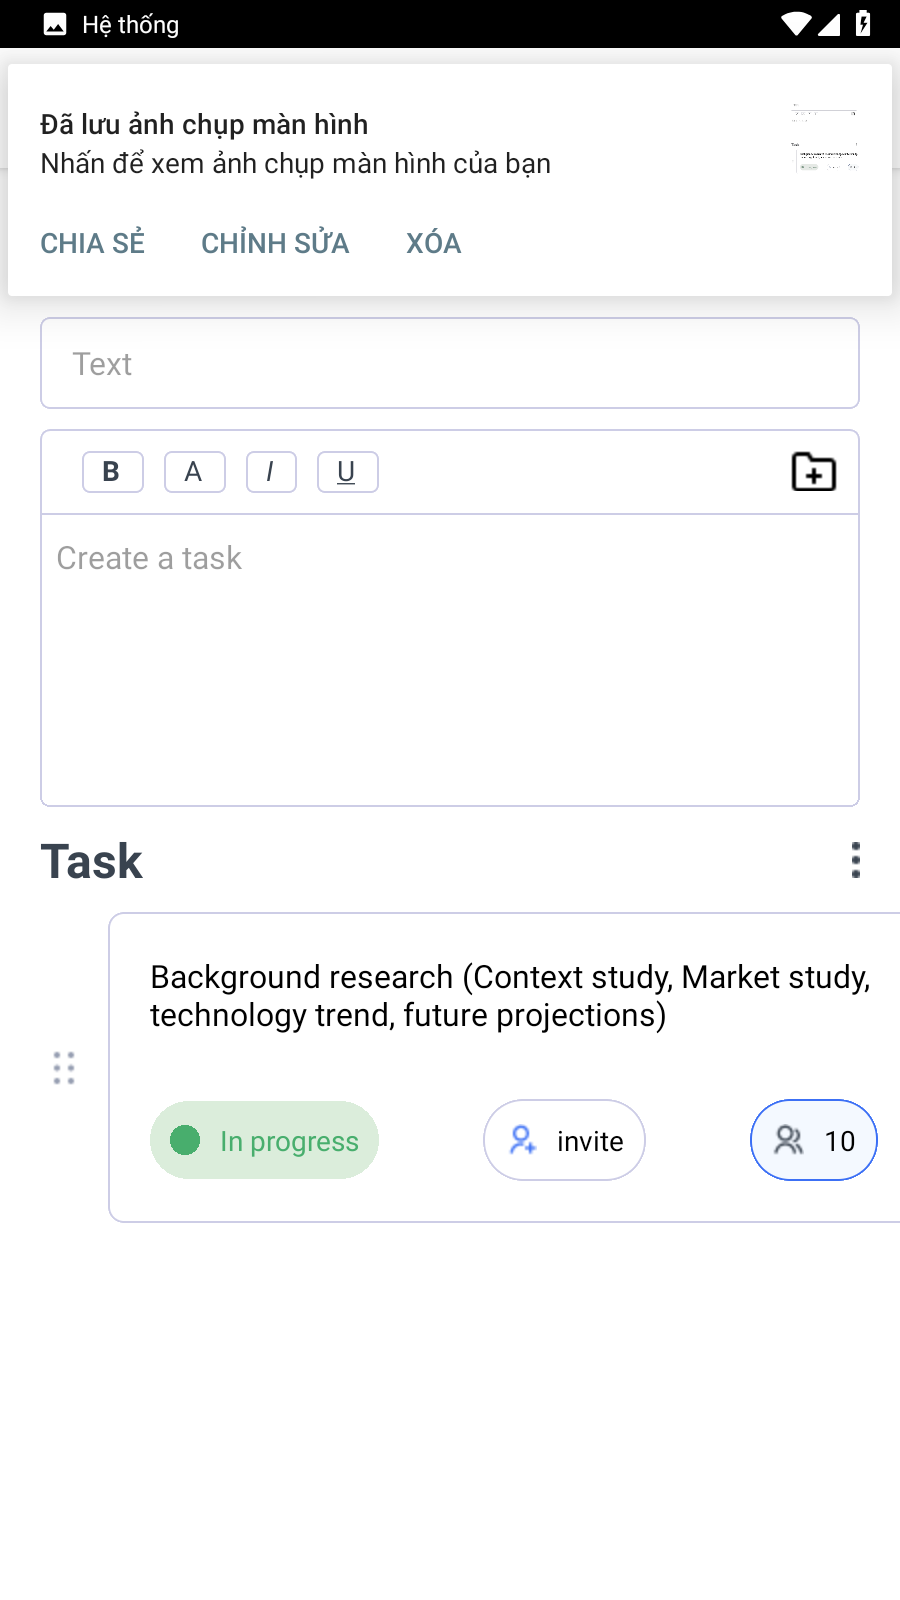 Hệ thống
Đã lưu ảnh chụp màn hình
Nhấn để xem ảnh chụp màn hình của bạn
CHIA SẺ CHỈNH SỬA XÓA
Text
B A I U
Create a task
Task
Background research (Context study, Market study,
technology trend, future projections)
In progress invite 10